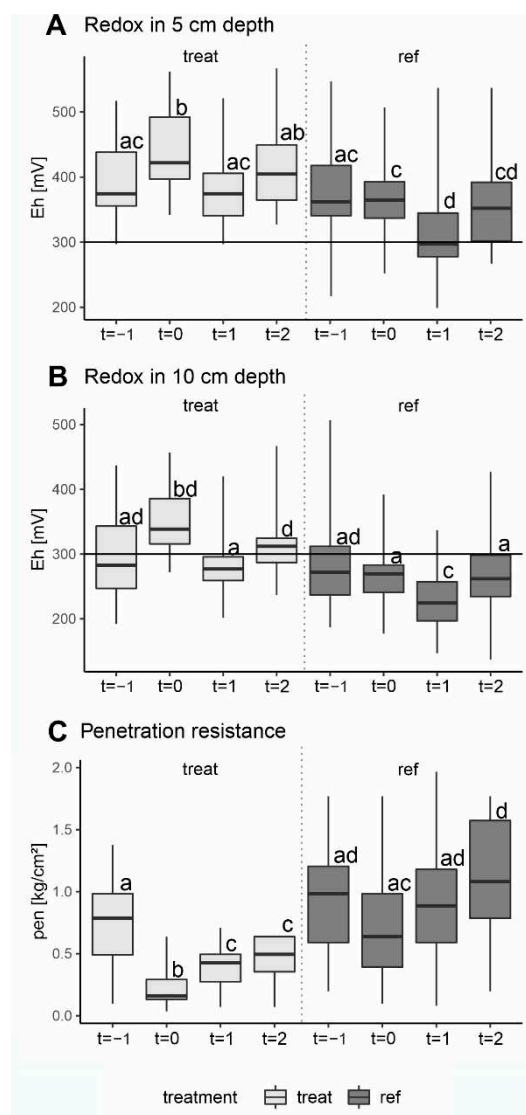 A Redox in 5 cm depth
treat ref
Eh [mV]
500
400
300
200
ac b ac ab ac c d cd
t=−1 t=0 t=1 t=2 t=−1 t=0 t=1 t=2
B Redox in 10 cm depth
treat ref
Eh [mV]
500
400
300
200
ad bd a d ad a c a
t=−1 t=0 t=1 t=2 t=−1 t=0 t=1 t=2
C Penetration resistance
treat ref
pen [kg/cm²]
2.0
1.5
1.0
0.5
0.0
a b c c ad ac ad d
t=−1 t=0 t=1 t=2 t=−1 t=0 t=1 t=2
treatment treat ref